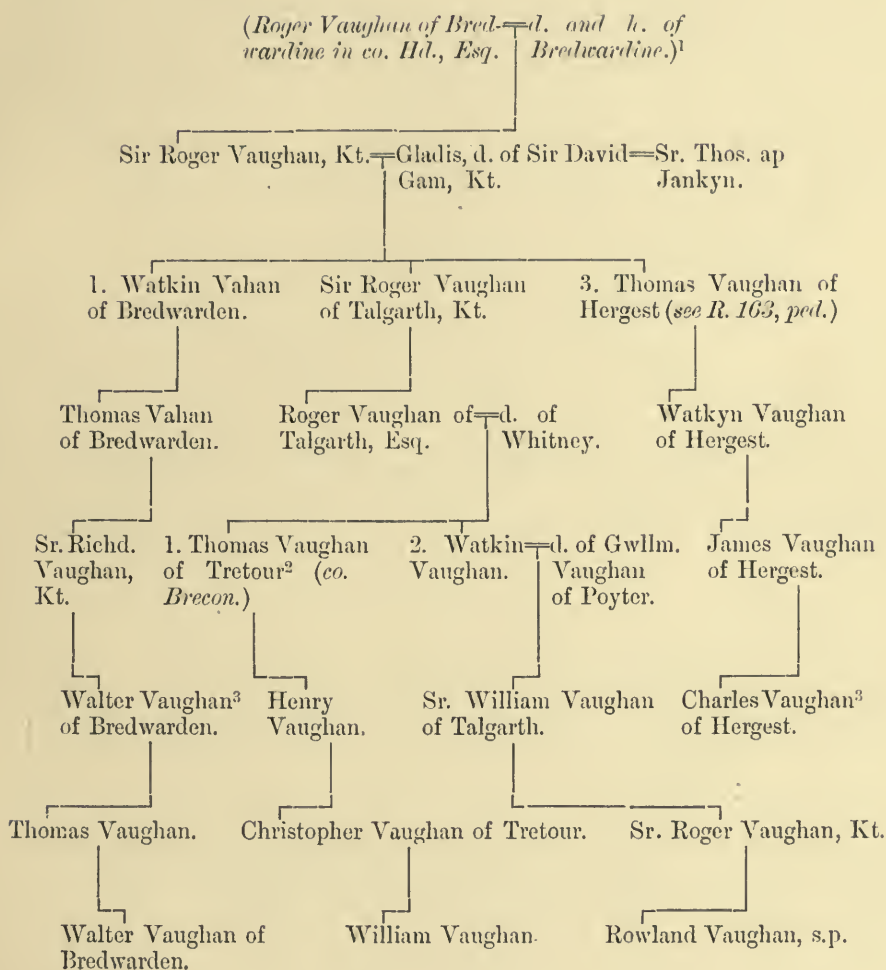 (Roger Vaughan of Bred-
wardine in co. Hd., Esq.
d. and h. of
Bredwardine.)¹
Sir Roger Vaughan, Kt.
Gladis, d. of Sir David
Gam, Kt.
Sr. Thos. ap
Jankyn.
1. Watkin Vahan
of Bredwarden.
Sir Roger Vaughan
of Talgarth, Kt.
3. Thomas Vaughan of
Hergest (see R. 163, ped.)
Thomas Vahan
of Bredwarden.
Roger Vaughan of
Talgarth, Esq.
d. of
Whitney.
Watkyn Vaughan
of Hergest.
Sr. Richd.
Vaughan,
Kt.
1. Thomas Vaughan
of Tretour² (co.
Brecon.)
2. Watkin
Vaughan.
d. of Gwllm.
Vaughan
of Poyter.
James Vaughan
of Hergest.
Walter Vaughan³
of Bredwarden.
Henry
Vaughan.
Sr. William Vaughan
of Talgarth.
Charles Vaughan³
of Hergest.
Thomas Vaughan.
Christopher Vaughan of Tretour.
Sr. Roger Vaughan, Kt.
Walter Vaughan of
Bredwarden.
William Vaughan.
Rowland Vaughan, s.p.